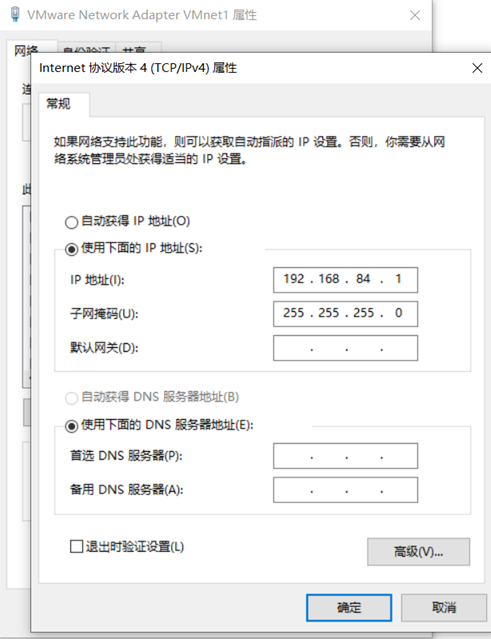 VMware Network Adapter VMnet1 属性
网络
身份验证
共享
Internet 协议版本 4 (TCP/IPv4) 属性
常规
如果网络支持此功能，则可以获取自动指派的 IP 设置。否则，你需要从网
络系统管理员处获得适当的 IP 设置。
自动获得 IP 地址(O)
使用下面的 IP 地址(S):
IP 地址(I):
192 . 168 . 84 . 1
子网掩码(U):
255 . 255 . 255 . 0
默认网关(D):
. . .
自动获得 DNS 服务器地址(B)
使用下面的 DNS 服务器地址(E):
首选 DNS 服务器(P):
. . .
备用 DNS 服务器(A):
. . .
退出时验证设置(L)
高级(V)...
确定
取消